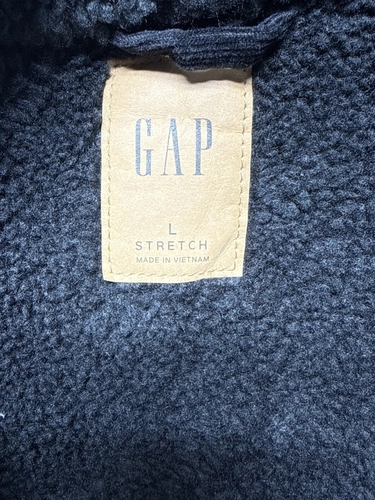 GAP
L
STRETCH
MADE IN VIETNAM